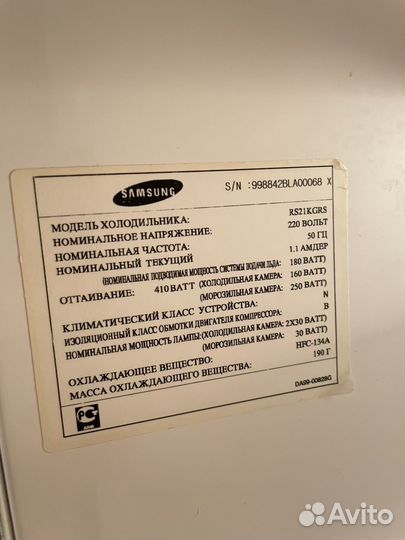 SAMSUNG
S/N :998842BLA00068 X
МОДЕЛЬ ХОЛОДИЛЬНИКА: RS21KGRS
НОМИНАЛЬНОЕ НАПРЯЖЕНИЕ: 220 ВОЛЬТ
НОМИНАЛЬНАЯ ЧАСТОТА: 50 ГЦ
НОМИНАЛЬНЫЙ ТЕКУЩИЙ 1.1 АМДЕР
(НОМИНАЛЬНАЯ ПОДВОДИМАЯ МОЩНОСТЬ СИСТЕМЫ ПОДАЧИ ЛЬДА: 180 ВАТТ)
ОТТАИВАНИЕ: 410 ВАТТ (ХОЛОДИЛЬНАЯ КАМЕРА: 160 ВАТТ)
(МОРОЗИЛЬНАЯ КАМЕРА: 250 ВАТТ)
КЛИМАТИЧЕСКИЙ КЛАСС УСТРОЙСТВА: N
ИЗОЛЯЦИОННЫЙ КЛАСС ОБМОТКИ ДВИГАТЕЛЯ КОМПРЕССОРА: B
НОМИНАЛЬНАЯ МОЩНОСТЬ ЛАМПЫ:(ХОЛОДИЛЬНАЯ КАМЕРА: 2X30 ВАТТ)
(МОРОЗИЛЬНАЯ КАМЕРА: 30 ВАТТ)
ОХЛАЖДАЮЩЕЕ ВЕЩЕСТВО: HFC-134A
МАССА ОХЛАЖДАЮЩЕГО ВЕЩЕСТВА: 190 Г
DA99-00828G
Avito